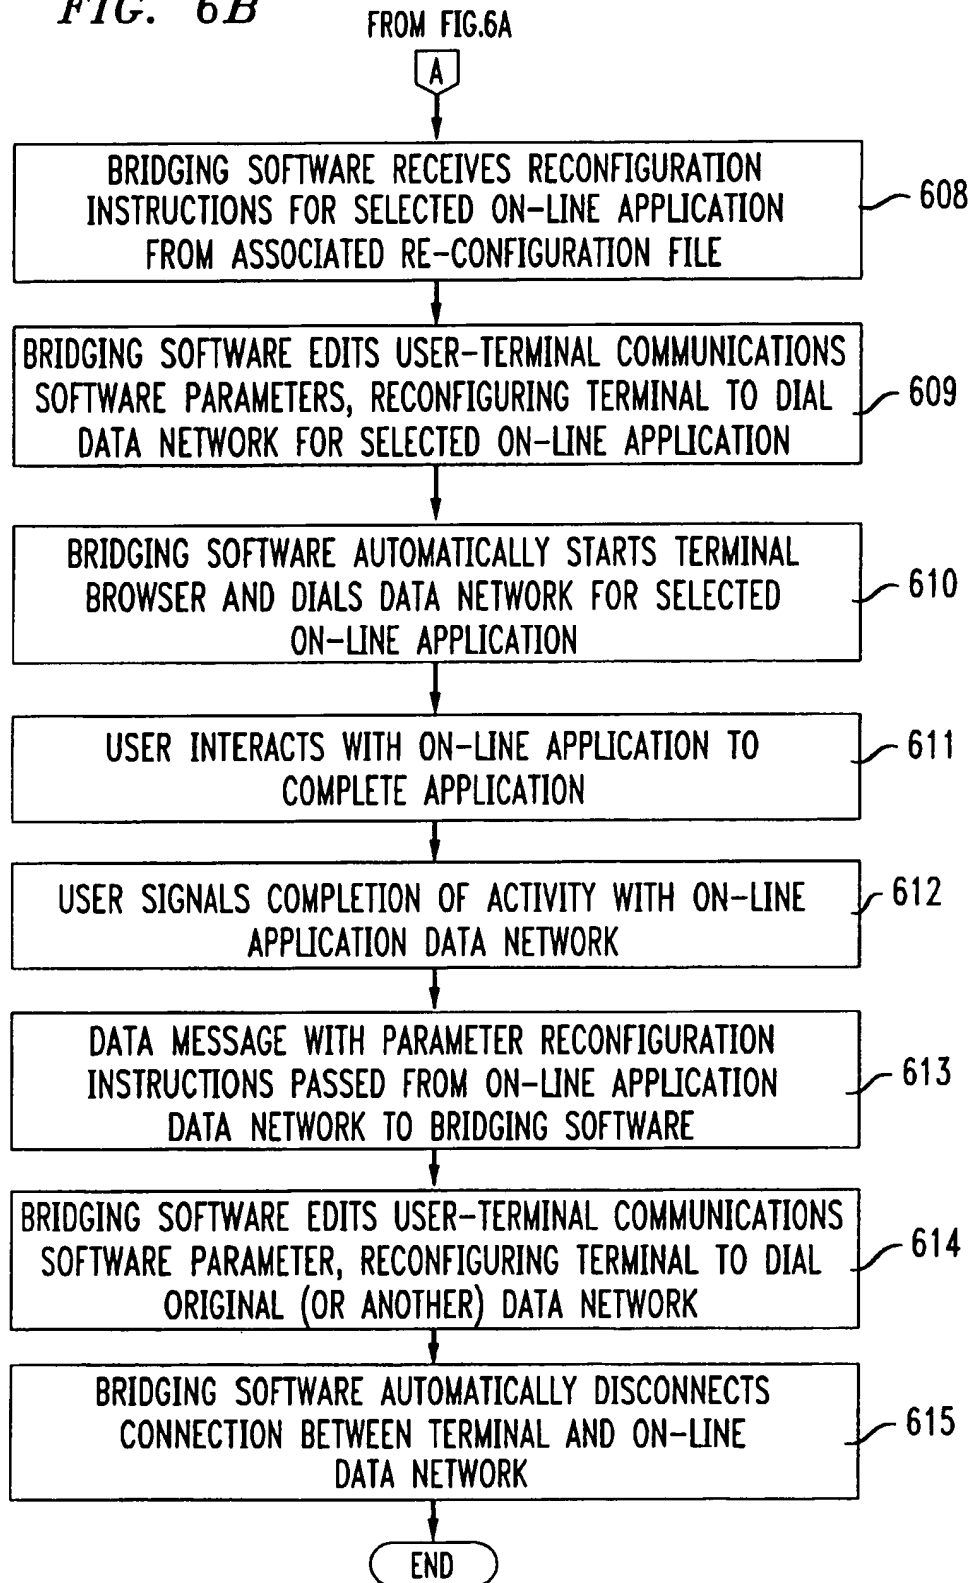 FIG. 6B
FROM FIG.6A
A
BRIDGING SOFTWARE RECEIVES RECONFIGURATION
INSTRUCTIONS FOR SELECTED ON-LINE APPLICATION
FROM ASSOCIATED RE-CONFIGURATION FILE
608
BRIDGING SOFTWARE EDITS USER-TERMINAL COMMUNICATIONS
SOFTWARE PARAMETERS, RECONFIGURING TERMINAL TO DIAL
DATA NETWORK FOR SELECTED ON-LINE APPLICATION
609
BRIDGING SOFTWARE AUTOMATICALLY STARTS TERMINAL
BROWSER AND DIALS DATA NETWORK FOR SELECTED
ON-LINE APPLICATION
610
USER INTERACTS WITH ON-LINE APPLICATION TO
COMPLETE APPLICATION
611
USER SIGNALS COMPLETION OF ACTIVITY WITH ON-LINE
APPLICATION DATA NETWORK
612
DATA MESSAGE WITH PARAMETER RECONFIGURATION
INSTRUCTIONS PASSED FROM ON-LINE APPLICATION
DATA NETWORK TO BRIDGING SOFTWARE
613
BRIDGING SOFTWARE EDITS USER-TERMINAL COMMUNICATIONS
SOFTWARE PARAMETER, RECONFIGURING TERMINAL TO DIAL
ORIGINAL (OR ANOTHER) DATA NETWORK
614
BRIDGING SOFTWARE AUTOMATICALLY DISCONNECTS
CONNECTION BETWEEN TERMINAL AND ON-LINE
DATA NETWORK
615
END